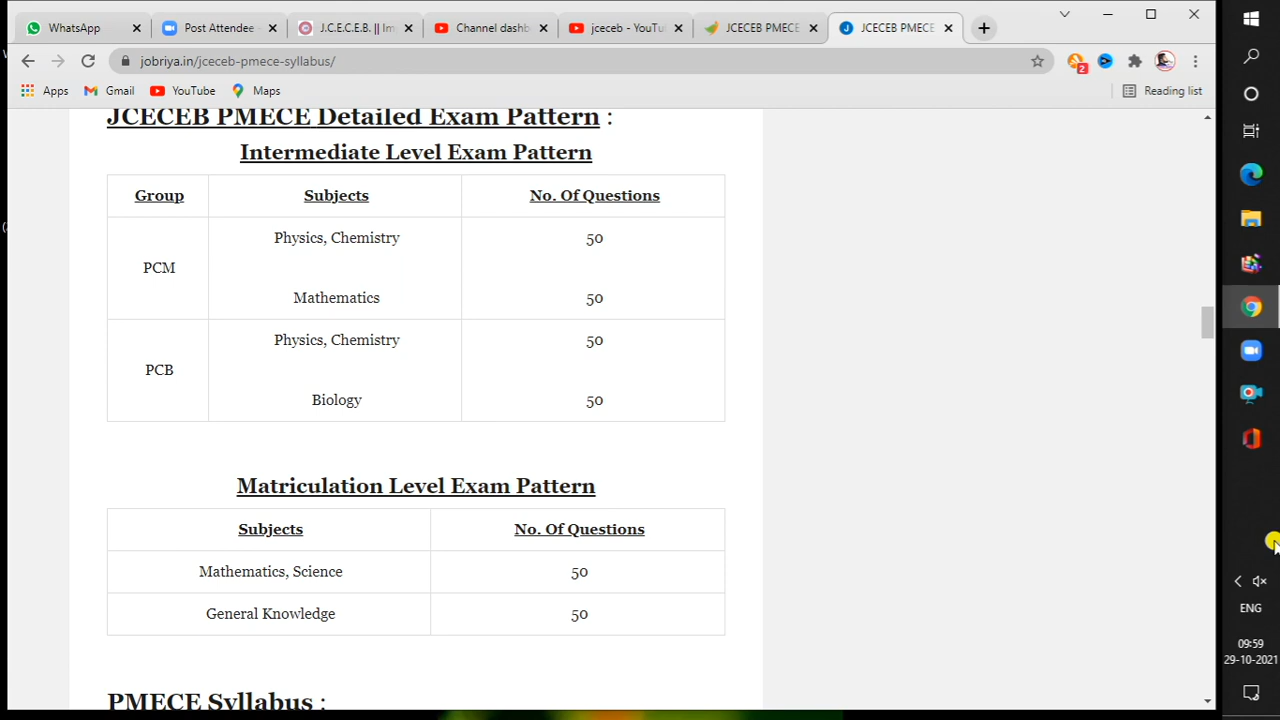 WhatsApp
Post Attendee -
J.C.E.C.E.B. || Im
Channel dashb
jceceb - YouTu
JCECEB PMECE
JCECEB PMECE
jobriya.in/jceceb-pmece-syllabus/
2
Apps
Gmail
YouTube
Maps
Reading list
JCECEB PMECE Detailed Exam Pattern :
Intermediate Level Exam Pattern
Group Subjects No. Of Questions
Physics, Chemistry 50
PCM
Mathematics 50
Physics, Chemistry 50
PCB
Biology 50
Matriculation Level Exam Pattern
Subjects No. Of Questions
Mathematics, Science 50
General Knowledge 50
PMECE Syllabus :
ENG
09:59
29-10-2021